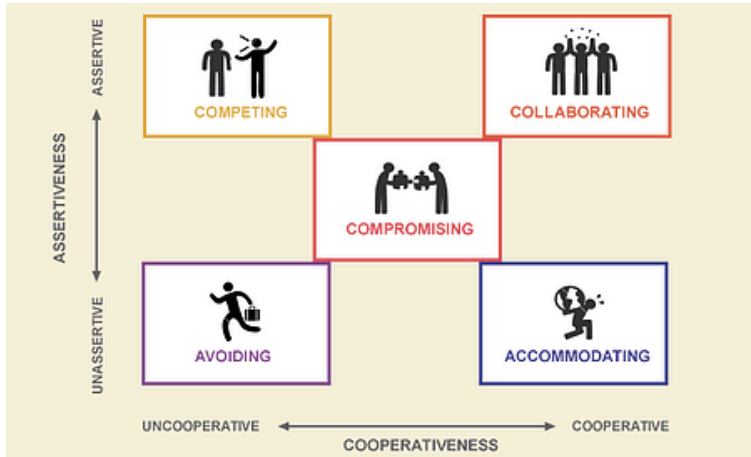 ASSERTIVE
ASSERTIVENESS
UNASSERTIVE
COMPETING
COLLABORATING
COMPROMISING
AVOIDING
ACCOMMODATING
UNCOOPERATIVE
COOPERATIVE
COOPERATIVENESS